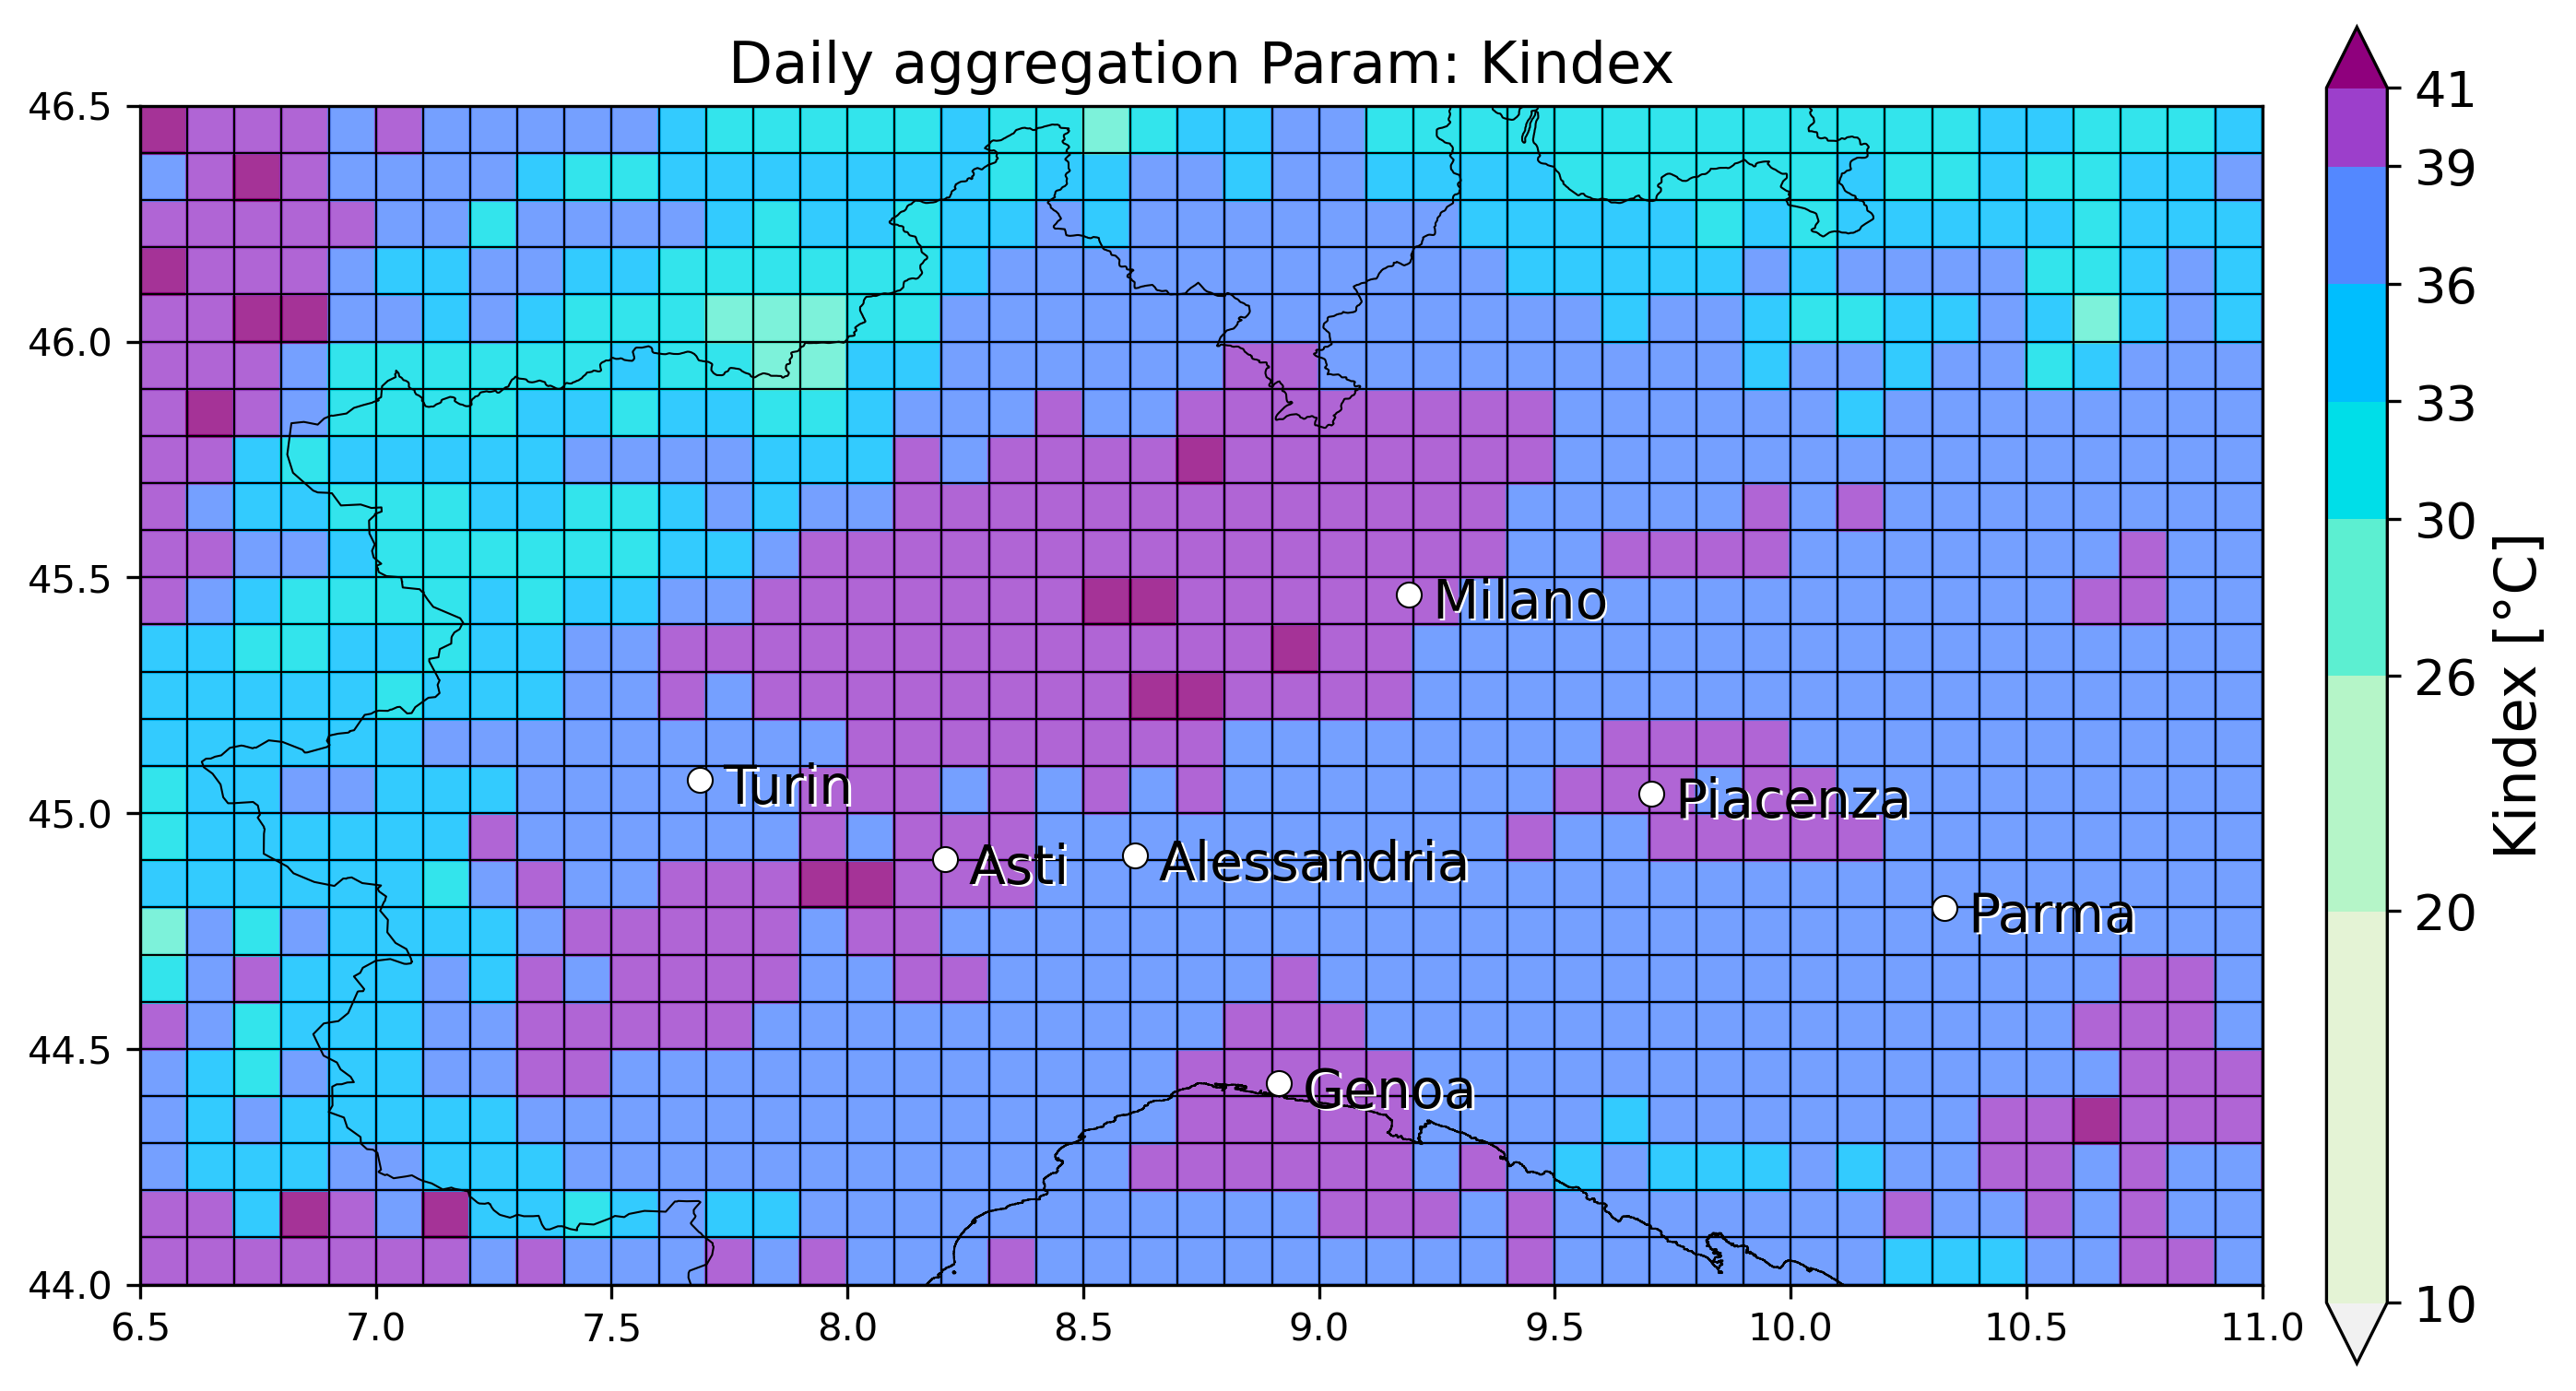 Daily aggregation Param: Kindex
46.5
46.0
45.5
45.0
44.5
44.0
6.5 7.0 7.5 8.0 8.5 9.0 9.5 10.0 10.5 11.0
Milano
Turin
Piacenza
Asti
Alessandria
Parma
Genoa
41
39
36
33
30
26
20
10
Kindex [°C]